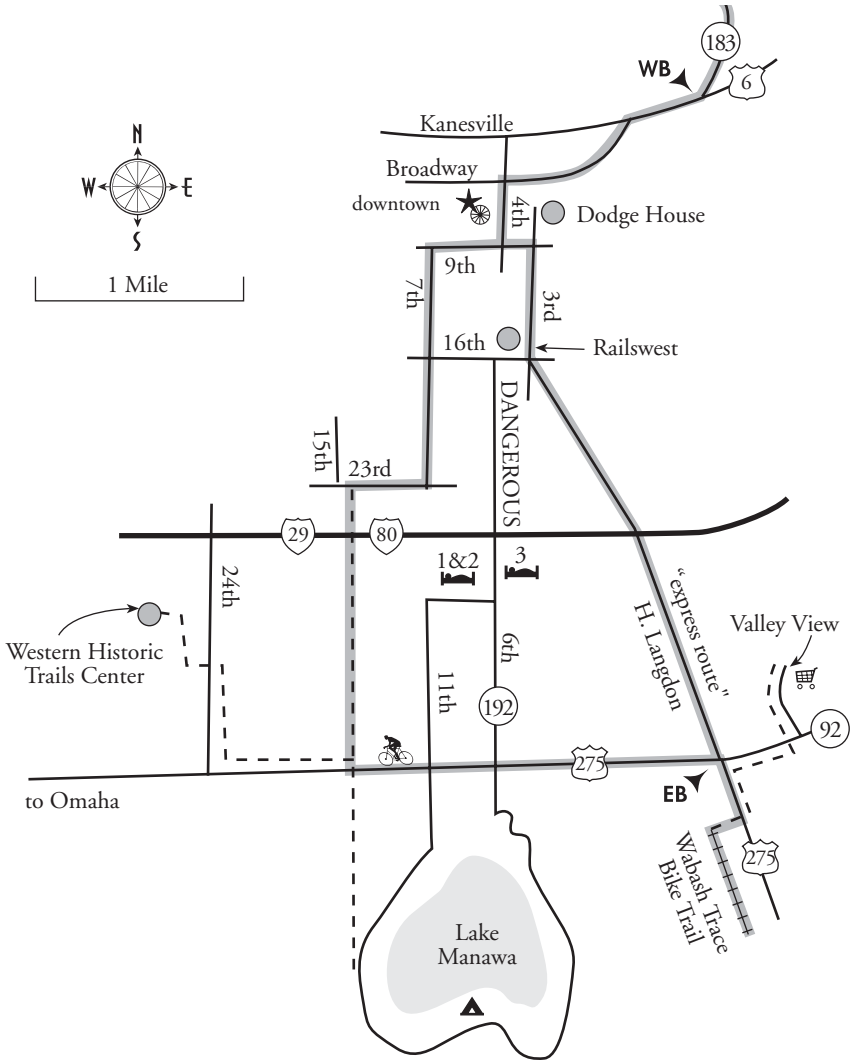 183
WB
6
Kanesville
N
Broadway
W
E
downtown
4th
Dodge House
S
9th
1 Mile
7th
3rd
16th
Railswest
DANGEROUS
15th
23rd
29
80
1&2
3
24th
"express route"
H. Langdon
Valley View
Western Historic
Trails Center
6th
11th
192
92
275
EB
to Omaha
275
Wabash Trace
Bike Trail
Lake
Manawa